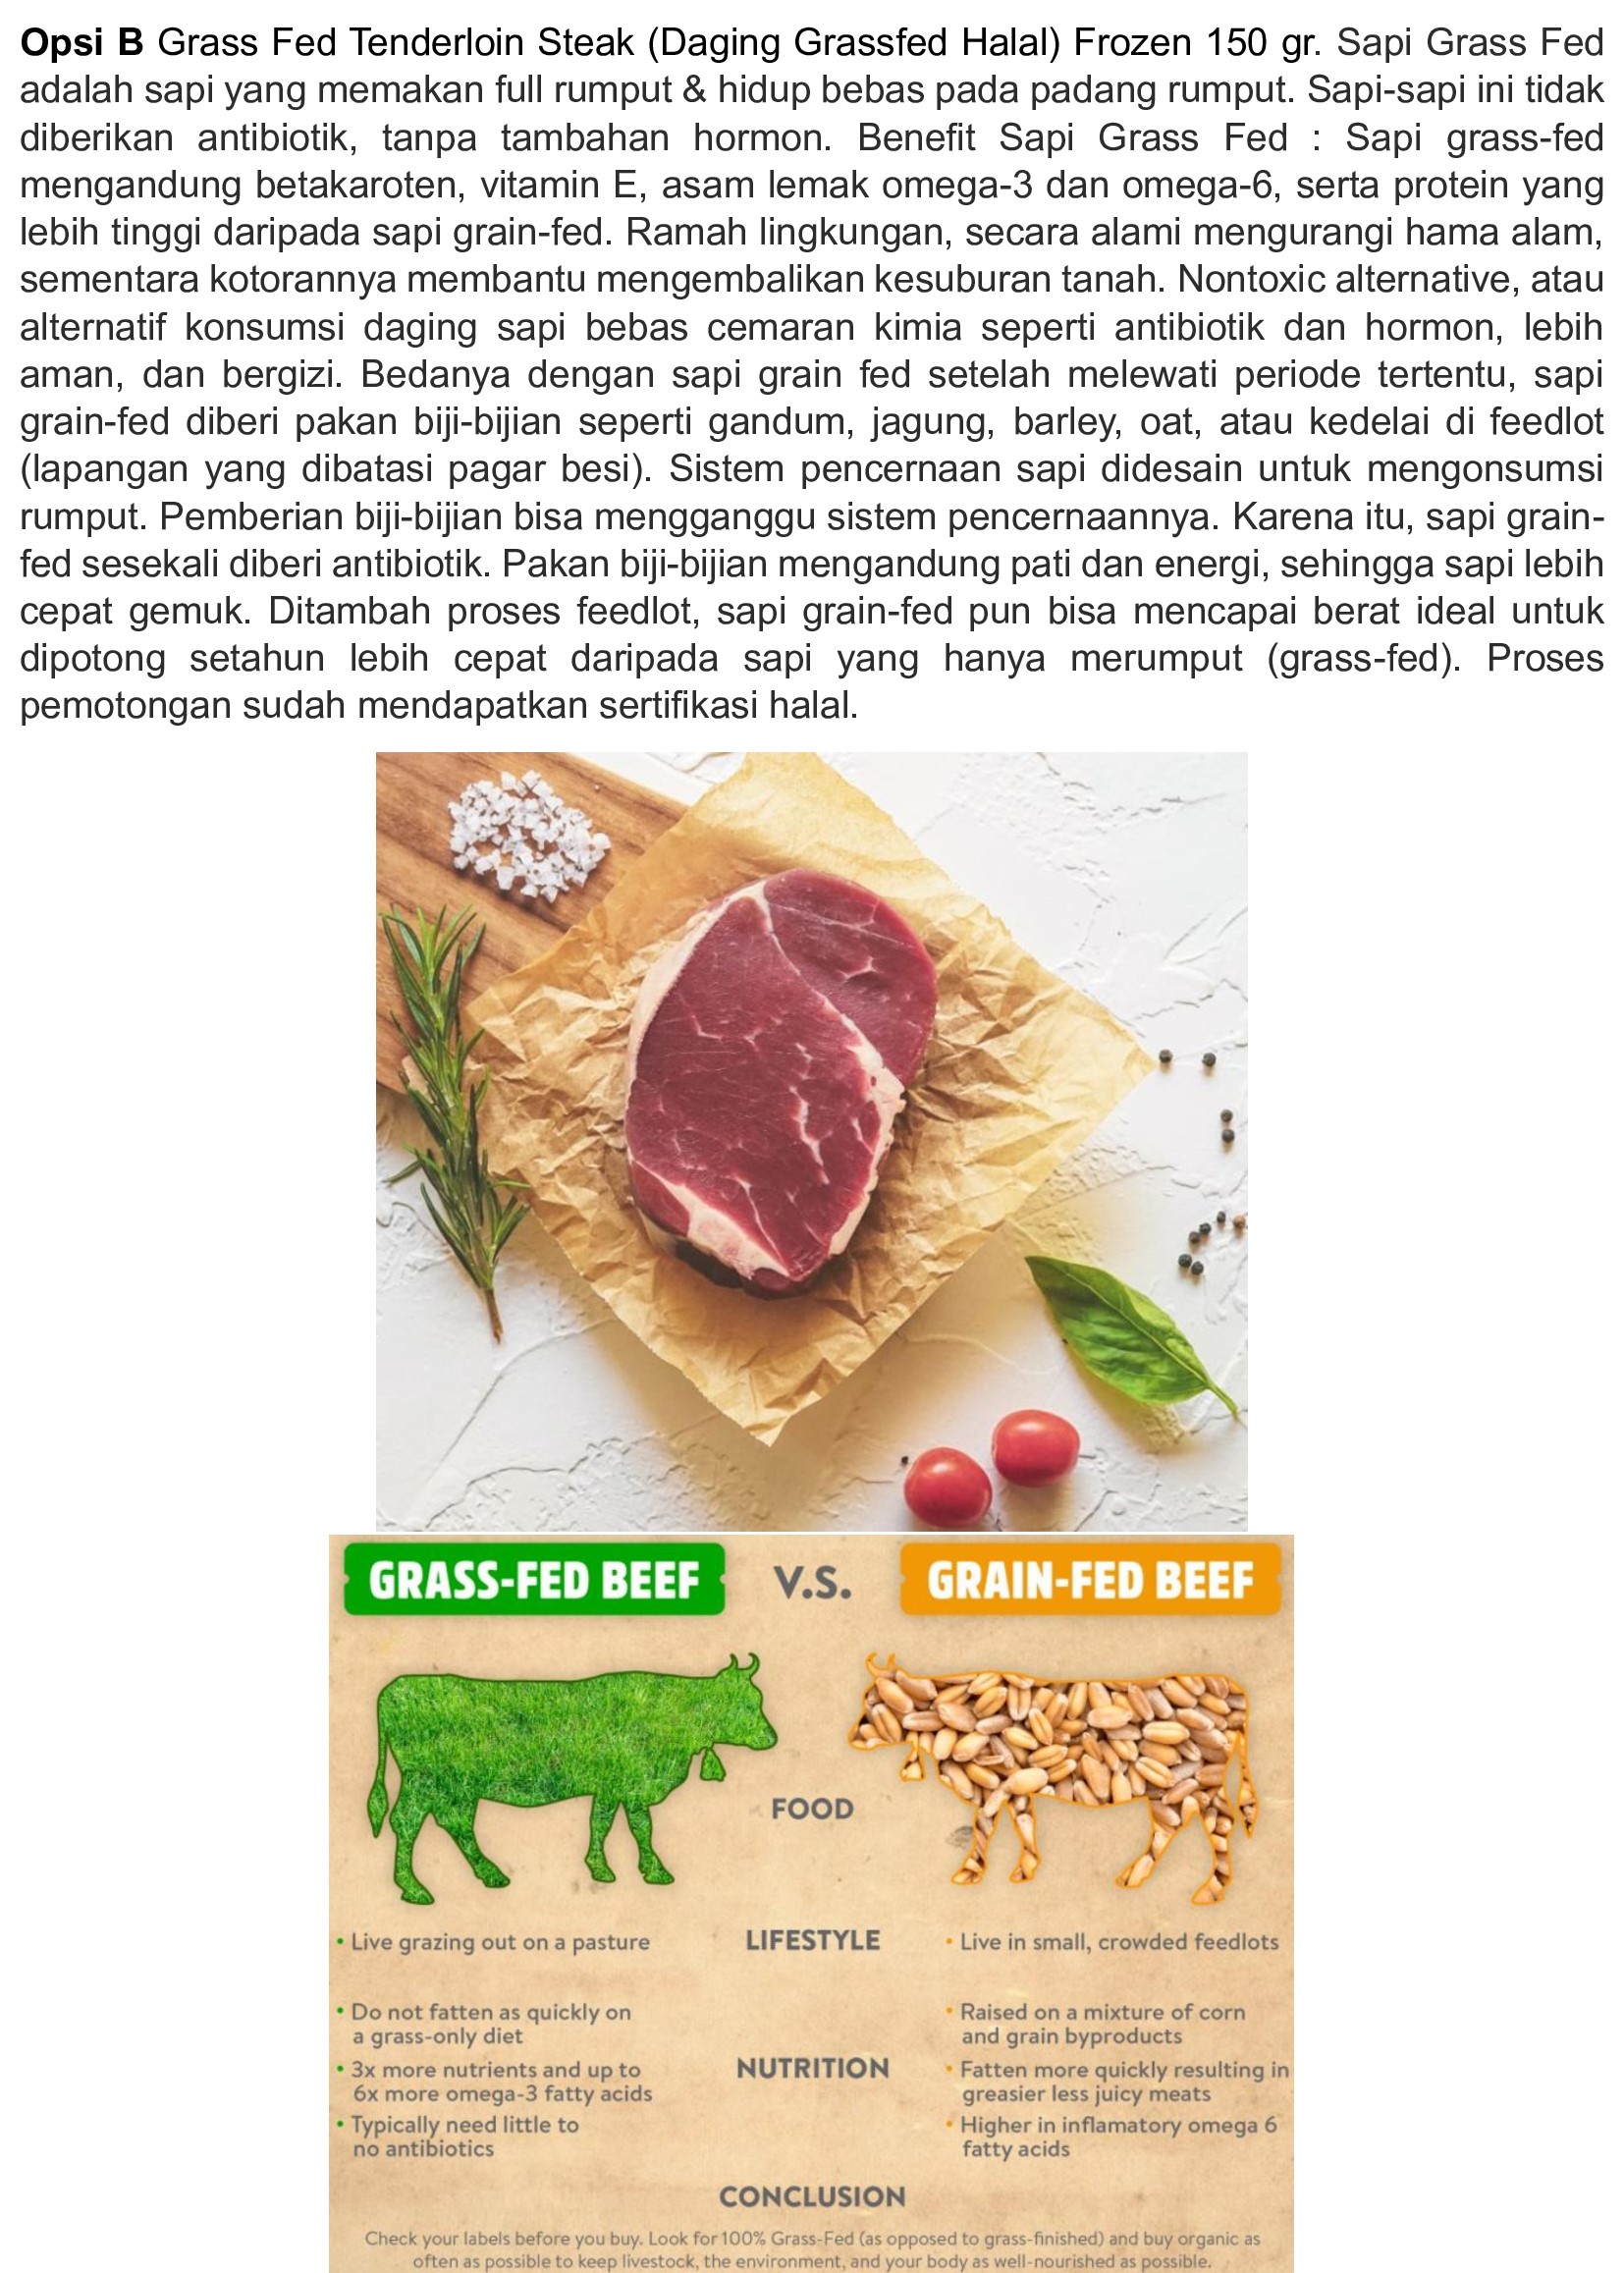 Opsi B Grass Fed Tenderloin Steak (Daging Grassfed Halal) Frozen 150 gr. Sapi Grass Fed
adalah sapi yang memakan full rumput & hidup bebas pada padang rumput. Sapi-sapi ini tidak
diberikan antibiotik, tanpa tambahan hormon. Benefit Sapi Grass Fed : Sapi grass-fed
mengandung betakaroten, vitamin E, asam lemak omega-3 dan omega-6, serta protein yang
lebih tinggi daripada sapi grain-fed. Ramah lingkungan, secara alami mengurangi hama alam,
sementara kotorannya membantu mengembalikan kesuburan tanah. Nontoxic alternative, atau
alternatif konsumsi daging sapi bebas cemaran kimia seperti antibiotik dan hormon, lebih
aman, dan bergizi. Bedanya dengan sapi grain fed setelah melewati periode tertentu, sapi
grain-fed diberi pakan biji-bijian seperti gandum, jagung, barley, oat, atau kedelai di feedlot
(lapangan yang dibatasi pagar besi). Sistem pencernaan sapi didesain untuk mengonsumsi
rumput. Pemberian biji-bijian bisa mengganggu sistem pencernaannya. Karena itu, sapi grain-
fed sesekali diberi antibiotik. Pakan biji-bijian mengandung pati dan energi, sehingga sapi lebih
cepat gemuk. Ditambah proses feedlot, sapi grain-fed pun bisa mencapai berat ideal untuk
dipotong setahun lebih cepat daripada sapi yang hanya merumput (grass-fed). Proses
pemotongan sudah mendapatkan sertifikasi halal.
GRASS-FED BEEF V.S. GRAIN-FED BEEF
FOOD
• Live grazing out on a pasture
LIFESTYLE
• Live in small, crowded feedlots
• Do not fatten as quickly on
a grass-only diet
• 3x more nutrients and up to
6x more omega-3 fatty acids
• Typically need little to
no antibiotics
NUTRITION
• Raised on a mixture of corn
and grain byproducts
• Fatten more quickly resulting in
greasier less juicy meats
• Higher in inflamatory omega 6
fatty acids
CONCLUSION
Check your labels before you buy. Look for 100% Grass-Fed (as opposed to grass-finished) and buy organic as
often as possible to keep livestock, the environment, and your body as well-nourished as possible.